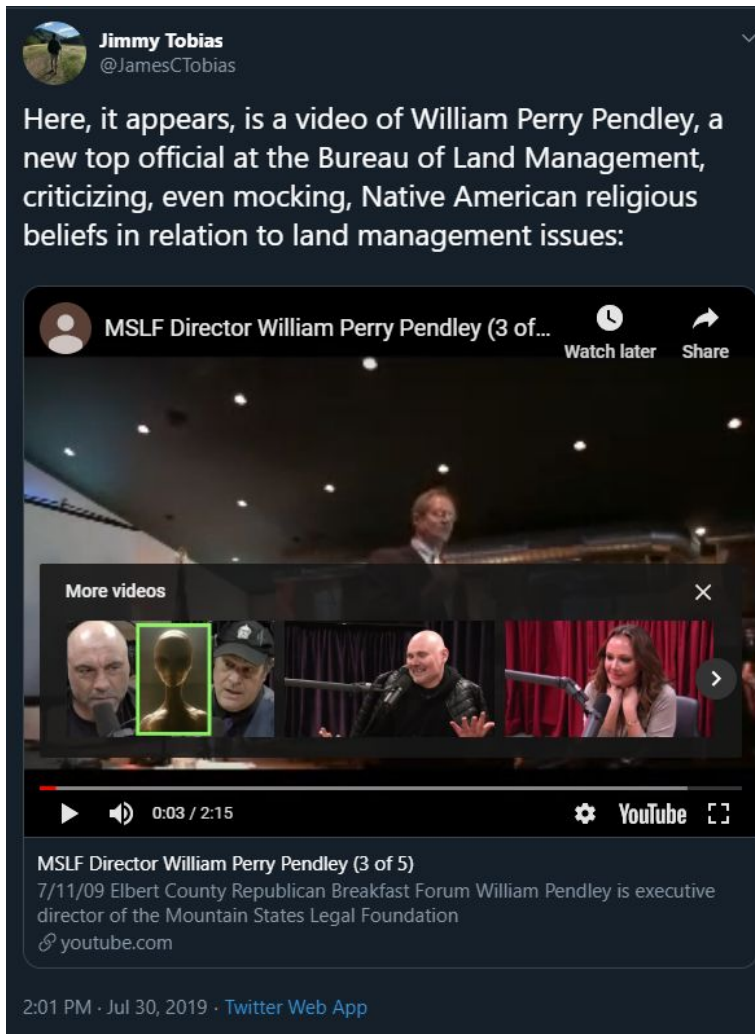 Jimmy Tobias
@JamesCTobias
Here, it appears, is a video of William Perry Pendley, a
new top official at the Bureau of Land Management,
criticizing, even mocking, Native American religious
beliefs in relation to land management issues:
MSLF Director William Perry Pendley (3 of...
Watch later
Share
More videos
0:03 / 2:15
YouTube
MSLF Director William Perry Pendley (3 of 5)
7/11/09 Elbert County Republican Breakfast Forum William Pendley is executive
director of the Mountain States Legal Foundation
youtube.com
2:01 PM · Jul 30, 2019 · Twitter Web App